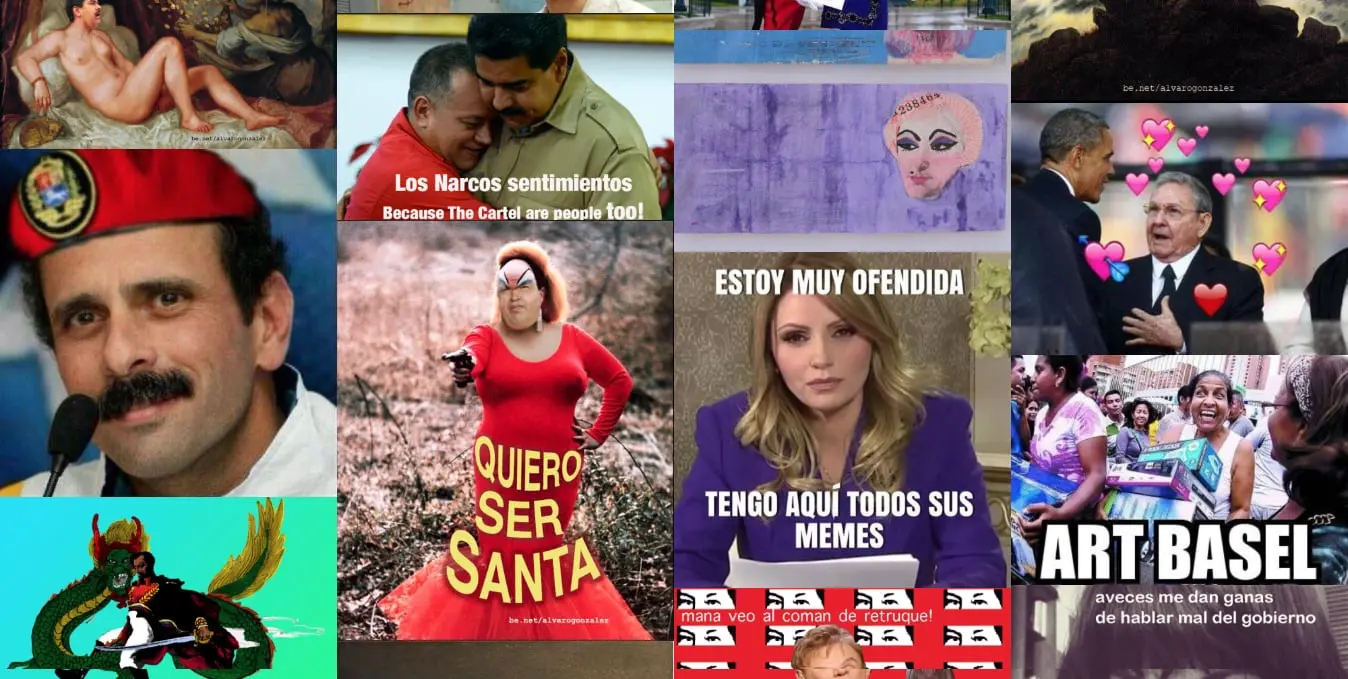 be.net/alvarogonzalez
Los Narcos sentimientos
Because The Cartel are people too!
QUIERO
SER
SANTA
be.net/alvarogonzalez
ESTOY MUY OFENDIDA
TENGO AQUÍ TODOS SUS
MEMES
mana veo al coman de retruque!
be.net/alvarogonzalez
ART BASEL
aveces me dan ganas
de hablar mal del gobierno